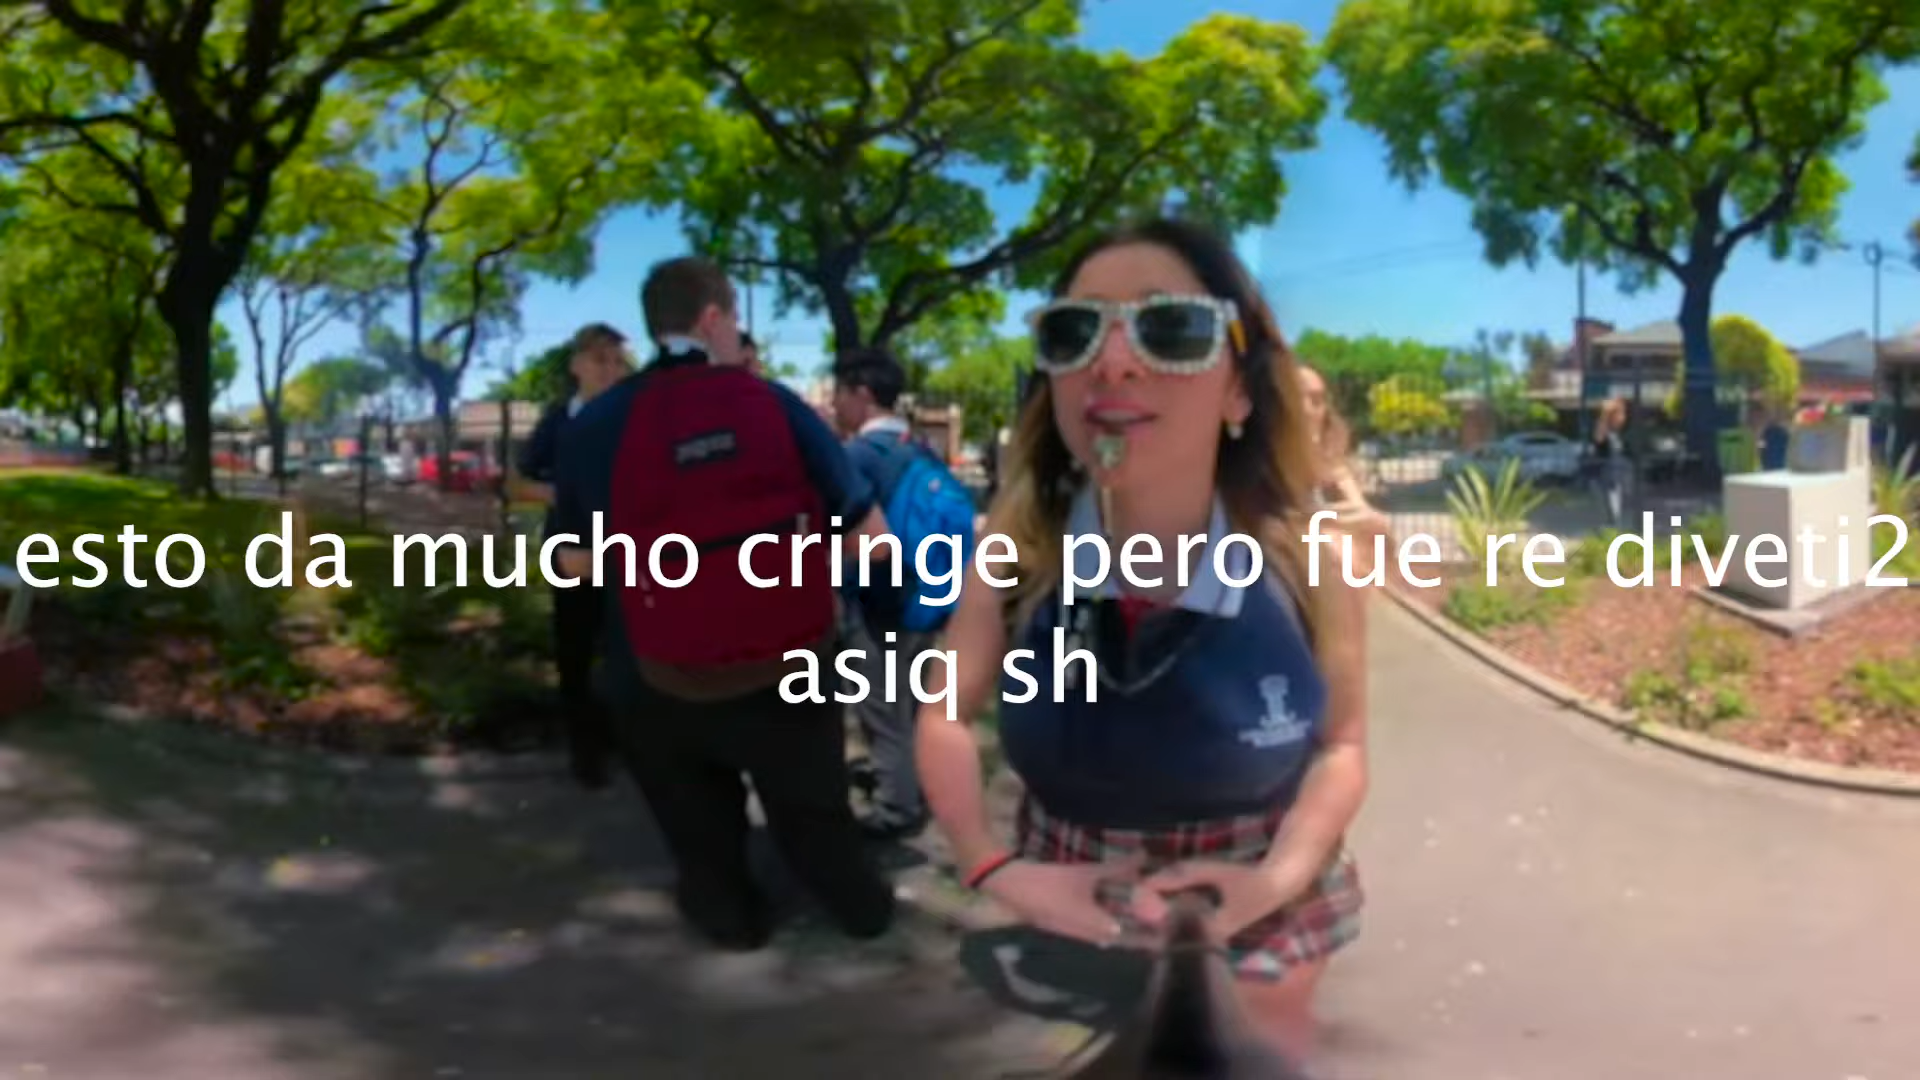 esto da mucho cringe pero fue re diveti2
asiq sh